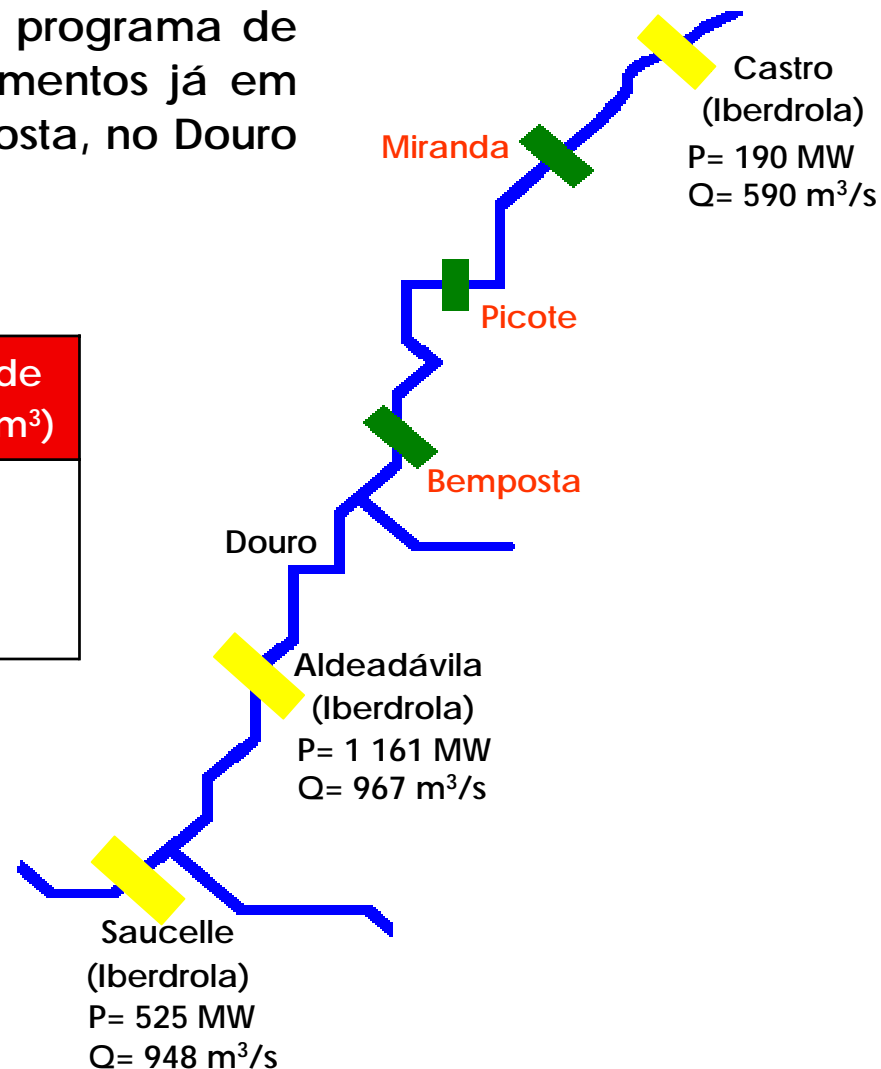 programa de
mentos já em
osta, no Douro
Castro
(Iberdrola)
P= 190 MW
Q= 590 m³/s
Miranda
Picote
de
m³)
Bemposta
Douro
Aldeadávila
(Iberdrola)
P= 1 161 MW
Q= 967 m³/s
Saucelle
(Iberdrola)
P= 525 MW
Q= 948 m³/s